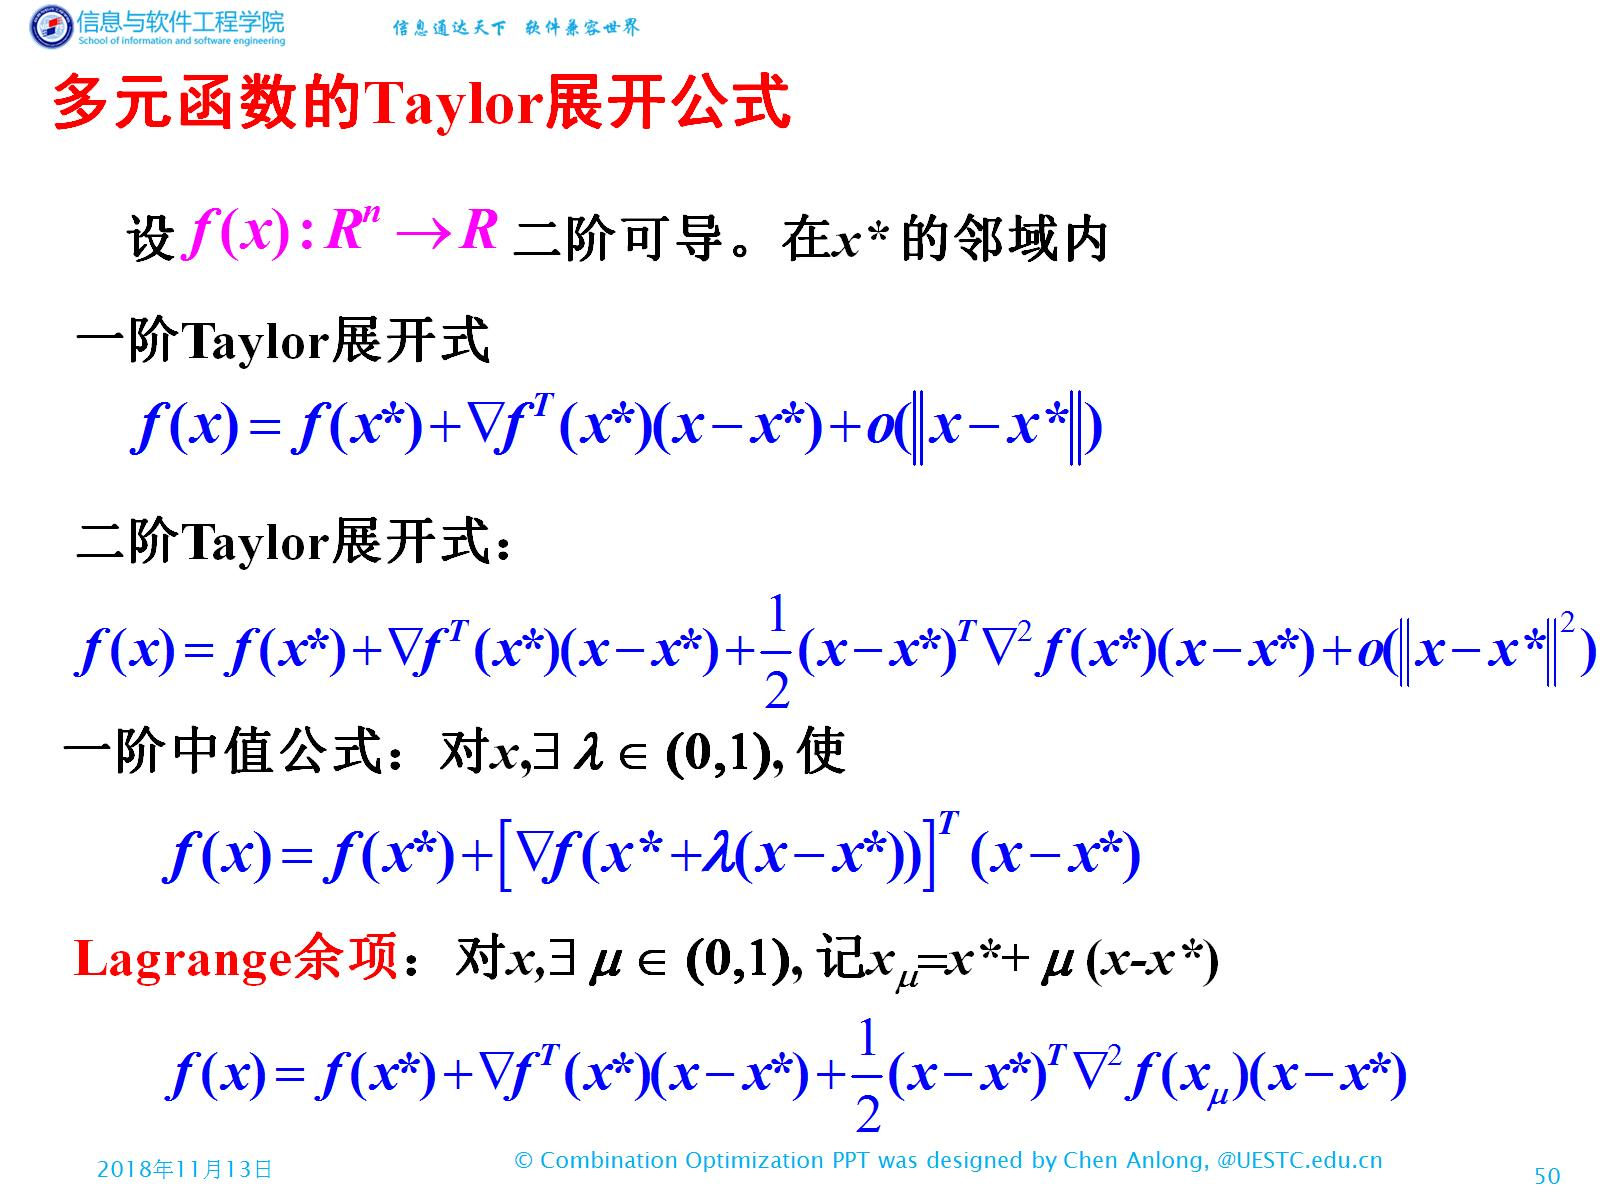 信息与软件工程学院
School of information and software engineering
信息通达天下 软件兼容世界
多元函数的Taylor展开公式
设 f(x): Rⁿ → R 二阶可导。在x*的邻域内
一阶Taylor展开式
f(x) = f(x*) + ∇fᵀ(x*)(x − x*) + o(‖x − x*‖)
二阶Taylor展开式：
f(x) = f(x*) + ∇fᵀ(x*)(x − x*) + 1/2 (x − x*)ᵀ ∇² f(x*)(x − x*) + o(‖x − x*‖²)
一阶中值公式：对x,∃ λ ∈ (0,1), 使
f(x) = f(x*) + [∇f(x* + λ(x − x*))]ᵀ (x − x*)
Lagrange余项：对x,∃ μ ∈ (0,1), 记x_μ=x*+ μ (x-x*)
f(x) = f(x*) + ∇fᵀ(x*)(x − x*) + 1/2 (x − x*)ᵀ ∇² f(x_μ)(x − x*)
2018年11月13日
© Combination Optimization PPT was designed by Chen Anlong, @UESTC.edu.cn
50